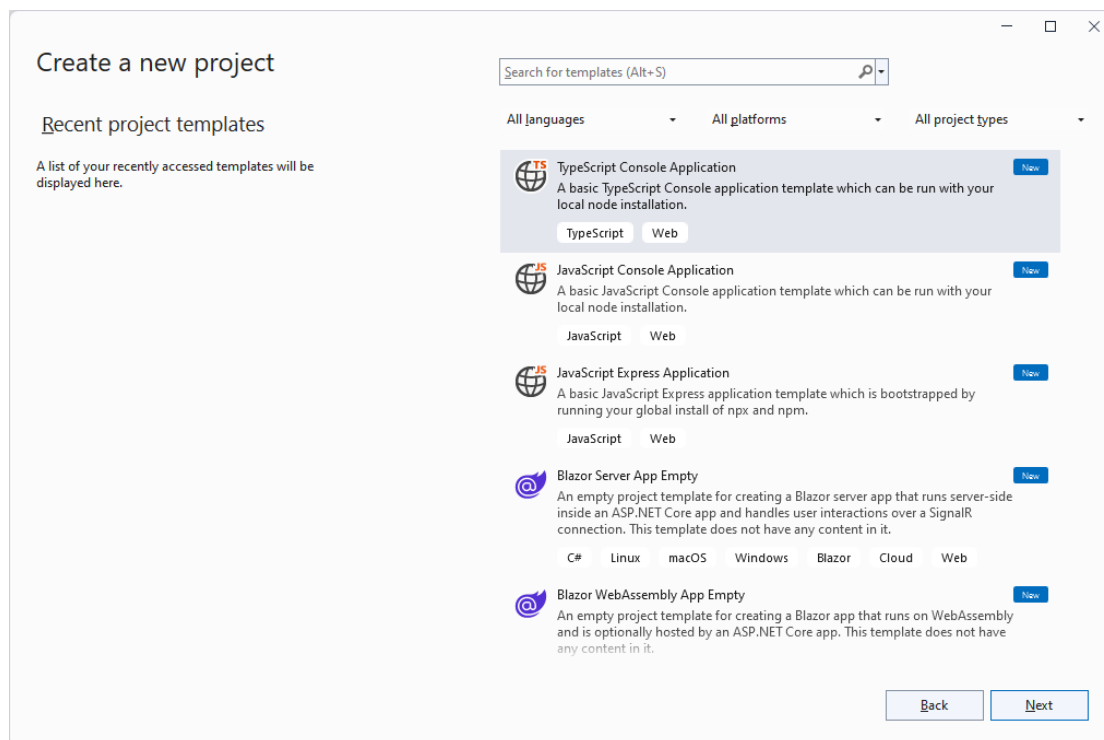 Create a new project
Search for templates (Alt+S)
Recent project templates
All languages
All platforms
All project types
A list of your recently accessed templates will be
displayed here.
TS
TypeScript Console Application
New
A basic TypeScript Console application template which can be run with your
local node installation.
TypeScript
Web
JS
JavaScript Console Application
New
A basic JavaScript Console application template which can be run with your
local node installation.
JavaScript
Web
JS
JavaScript Express Application
New
A basic JavaScript Express application template which is bootstrapped by
running your global install of npx and npm.
JavaScript
Web
@
Blazor Server App Empty
New
An empty project template for creating a Blazor server app that runs server-side
inside an ASP.NET Core app and handles user interactions over a SignalR
connection. This template does not have any content in it.
C#
Linux
macOS
Windows
Blazor
Cloud
Web
@
Blazor WebAssembly App Empty
New
An empty project template for creating a Blazor app that runs on WebAssembly
and is optionally hosted by an ASP.NET Core app. This template does not have
any content in it.
Back
Next